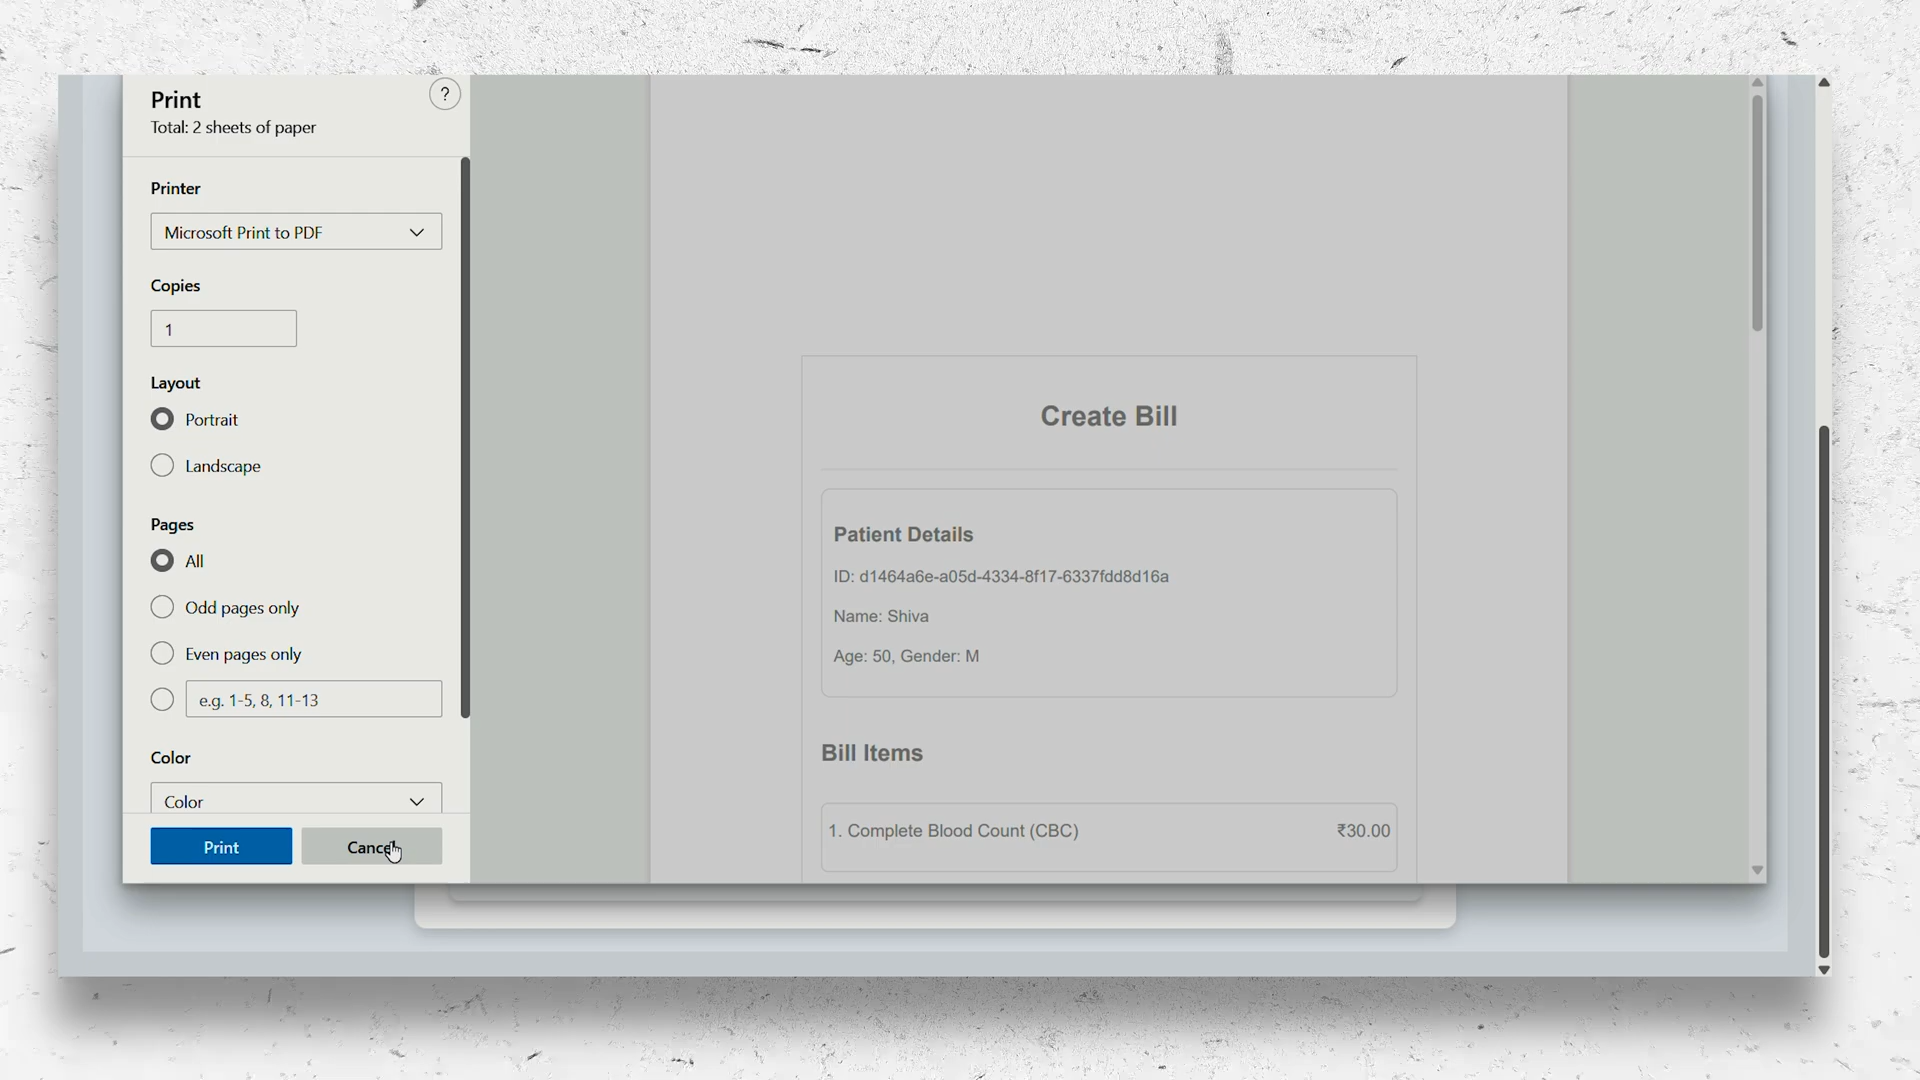 Print
?
Total: 2 sheets of paper
Printer
Microsoft Print to PDF
Copies
1
Layout
Portrait
Landscape
Pages
All
Odd pages only
Even pages only
e.g. 1-5, 8, 11-13
Color
Color
Print
Cancel
Create Bill
Patient Details
ID: d1464a6e-a05d-4334-8f17-6337fdd8d16a
Name: Shiva
Age: 50, Gender: M
Bill Items
1. Complete Blood Count (CBC) ₹30.00